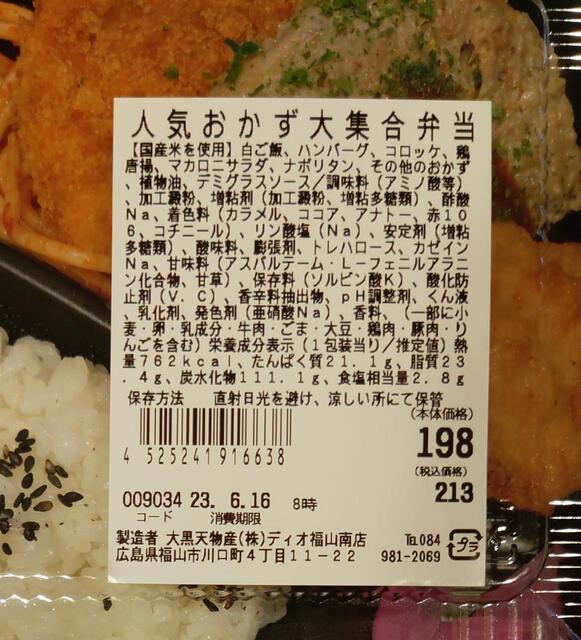 人気おかず大集合弁当
【国産米を使用】白ご飯、ハンバーグ、コロッケ、鶏
唐揚、マカロニサラダ、ナポリタン、その他のおかず
、植物油、デミグラスソース／調味料（アミノ酸等）
、加工澱粉、増粘剤（加工澱粉、増粘多糖類）、酢酸
Ｎａ、着色料（カラメル、ココア、アナトー、赤１０
６、コチニール）、リン酸塩（Ｎａ）、安定剤（増粘
多糖類）、酸味料、膨張剤、トレハロース、カゼイン
Ｎａ、甘味料（アスパルテーム・Ｌ－フェニルアラニ
ン化合物、甘草）、保存料（ソルビン酸Ｋ）、酸化防
止剤（Ｖ．Ｃ）、香辛料抽出物、ｐＨ調整剤、くん液
、乳化剤、発色剤（亜硝酸Ｎａ）、香料、（一部に小
麦・卵・乳成分・牛肉・ごま・大豆・鶏肉・豚肉・り
んごを含む）栄養成分表示（１包装当り／推定値）熱
量７６２ｋｃａｌ、たんぱく質２１．１ｇ、脂質２３
．４ｇ、炭水化物１１１．１ｇ、食塩相当量２．８ｇ
保存方法　直射日光を避け、涼しい所にて保管
(本体価格)
198
(税込価格)
213
4 525241916638
009034 23. 6.16 8時
コード 消費期限
製造者 大黒天物産(株)ディオ福山南店 ℡084
広島県福山市川口町４丁目１１－２２ 981-2069
プラ